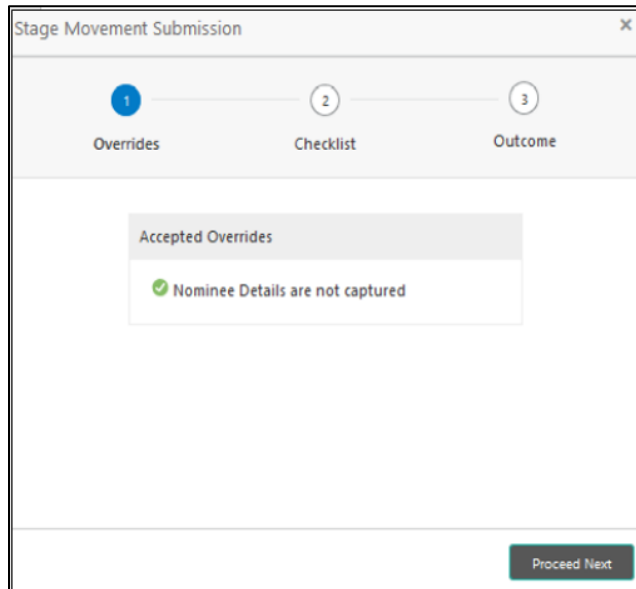 Stage Movement Submission
×
1
2
3
Overrides
Checklist
Outcome
Accepted Overrides
Nominee Details are not captured
Proceed Next